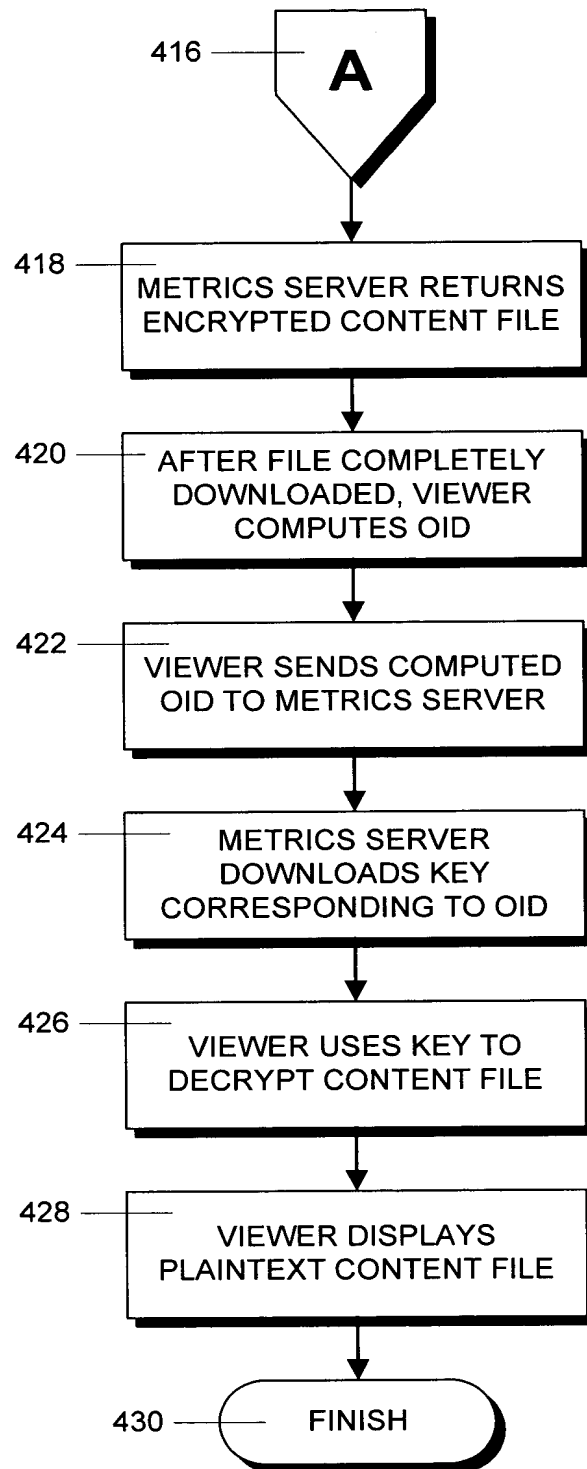 416
A
418
METRICS SERVER RETURNS
ENCRYPTED CONTENT FILE
420
AFTER FILE COMPLETELY
DOWNLOADED, VIEWER
COMPUTES OID
422
VIEWER SENDS COMPUTED
OID TO METRICS SERVER
424
METRICS SERVER
DOWNLOADS KEY
CORRESPONDING TO OID
426
VIEWER USES KEY TO
DECRYPT CONTENT FILE
428
VIEWER DISPLAYS
PLAINTEXT CONTENT FILE
430
FINISH